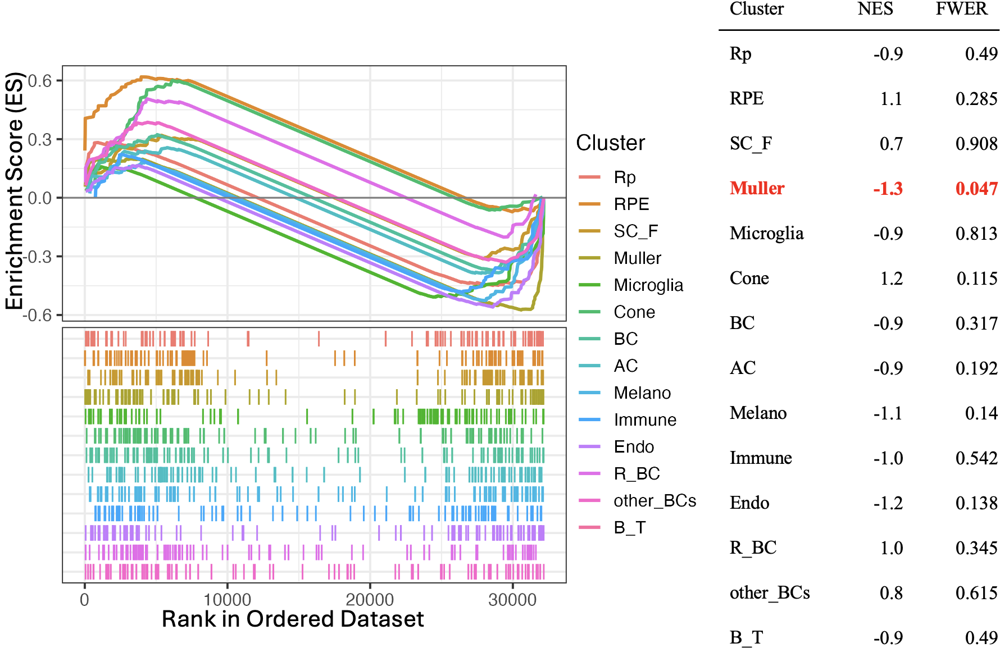 Enrichment Score (ES)
0.6
0.3
0.0
-0.3
-0.6
0
10000
20000
30000
Rank in Ordered Dataset
Cluster
Rp
RPE
SC_F
Muller
Microglia
Cone
BC
AC
Melano
Immune
Endo
R_BC
other_BCs
B_T
Cluster NES FWER
Rp -0.9 0.49
RPE 1.1 0.285
SC_F 0.7 0.908
Muller -1.3 0.047
Microglia -0.9 0.813
Cone 1.2 0.115
BC -0.9 0.317
AC -0.9 0.192
Melano -1.1 0.14
Immune -1.0 0.542
Endo -1.2 0.138
R_BC 1.0 0.345
other_BCs 0.8 0.615
B_T -0.9 0.49